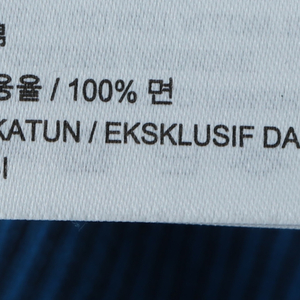 용율 / 100% 면
KATUN / EKSKLUSIF DA